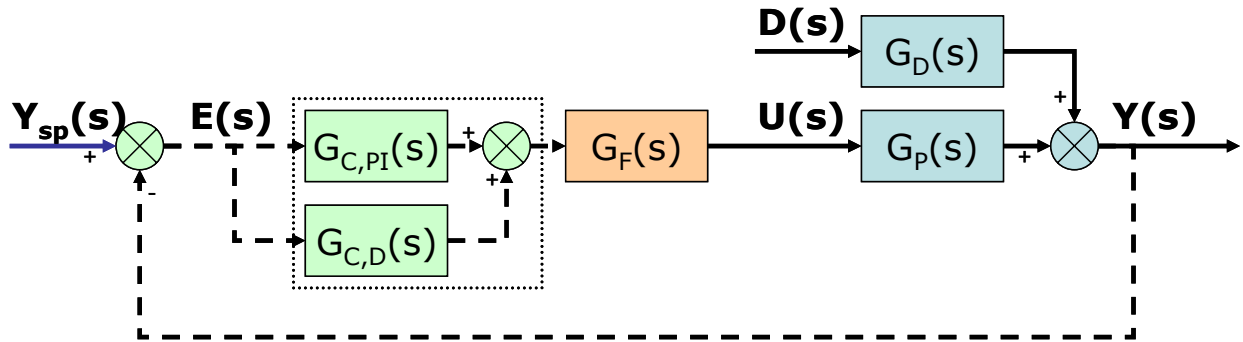 D(s)
G_D(s)
+
Y_sp(s)
+
E(s)
G_C,PI(s)
+
G_F(s)
U(s)
G_P(s)
+
Y(s)
-
+
G_C,D(s)